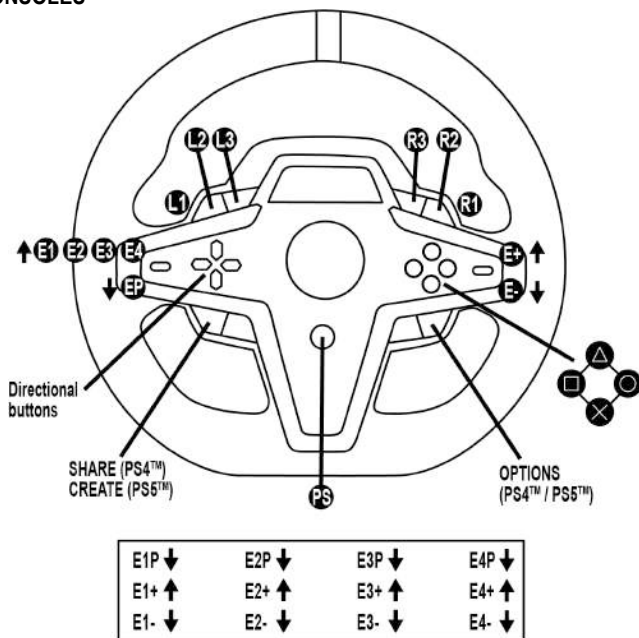 L2 L3 R3 R2
L1 R1
↑ E1 E2 E3 E4 E+ ↑
↓ EP E- ↓
Directional
buttons
SHARE (PS4™)
CREATE (PS5™)
PS
OPTIONS
(PS4™ / PS5™)
E1P ↓ E2P ↓ E3P ↓ E4P ↓
E1+ ↑ E2+ ↑ E3+ ↑ E4+ ↑
E1- ↓ E2- ↓ E3- ↓ E4- ↓